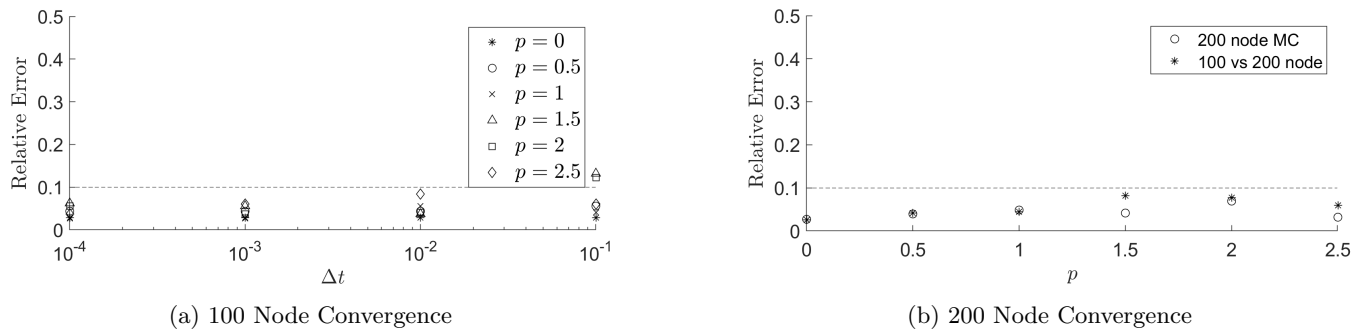 0.5
0.4
0.3
0.2
0.1
0
Relative Error
p = 0
p = 0.5
p = 1
p = 1.5
p = 2
p = 2.5
10⁻⁴
10⁻³
10⁻²
10⁻¹
Δt
(a) 100 Node Convergence
0.5
0.4
0.3
0.2
0.1
0
Relative Error
200 node MC
100 vs 200 node
0
0.5
1
1.5
2
2.5
p
(b) 200 Node Convergence